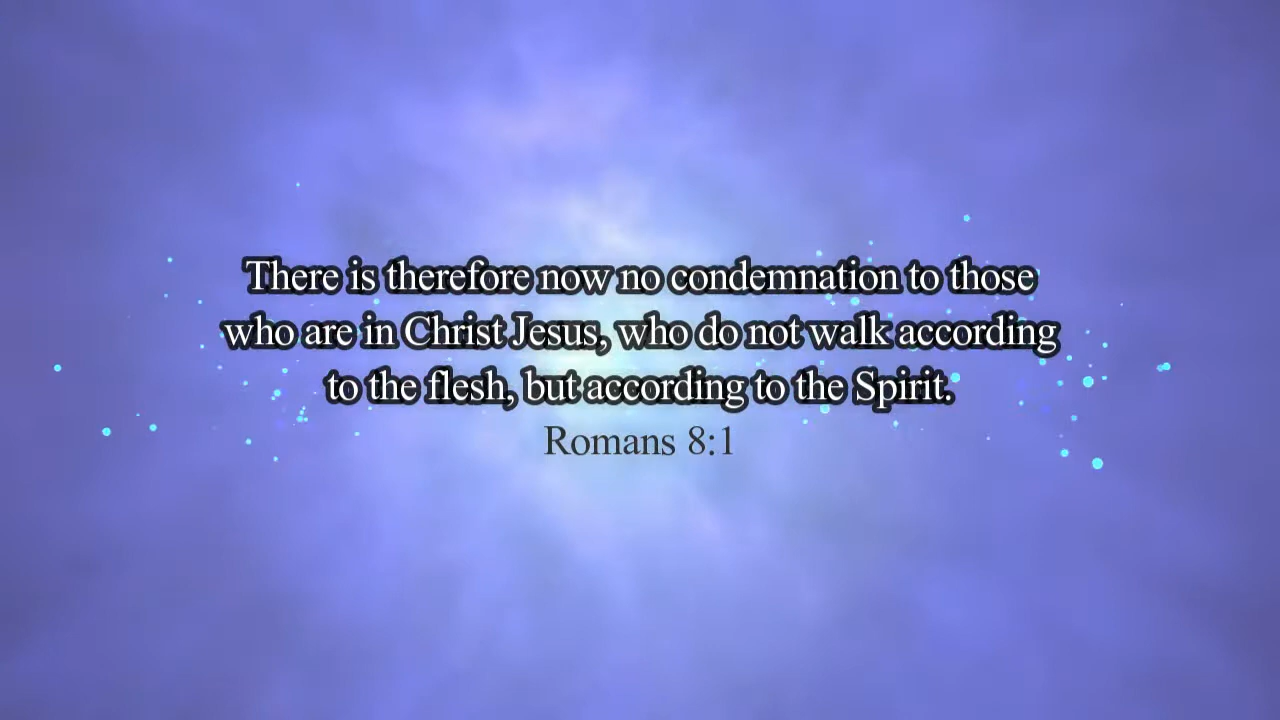 There is therefore now no condemnation to those
who are in Christ Jesus, who do not walk according
to the flesh, but according to the Spirit.
Romans 8:1